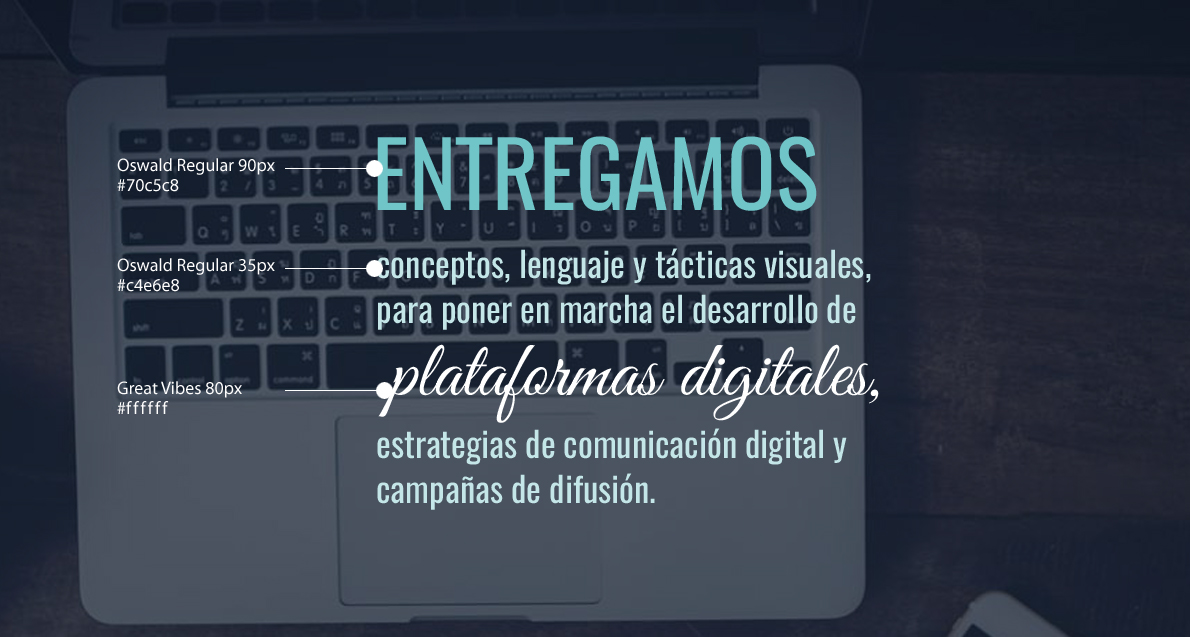 Oswald Regular 90px
#70c5c8
ENTREGAMOS
Oswald Regular 35px
#c4e6e8
conceptos, lenguaje y tácticas visuales,
para poner en marcha el desarrollo de
Great Vibes 80px
#ffffff
plataformas digitales,
estrategias de comunicación digital y
campañas de difusión.